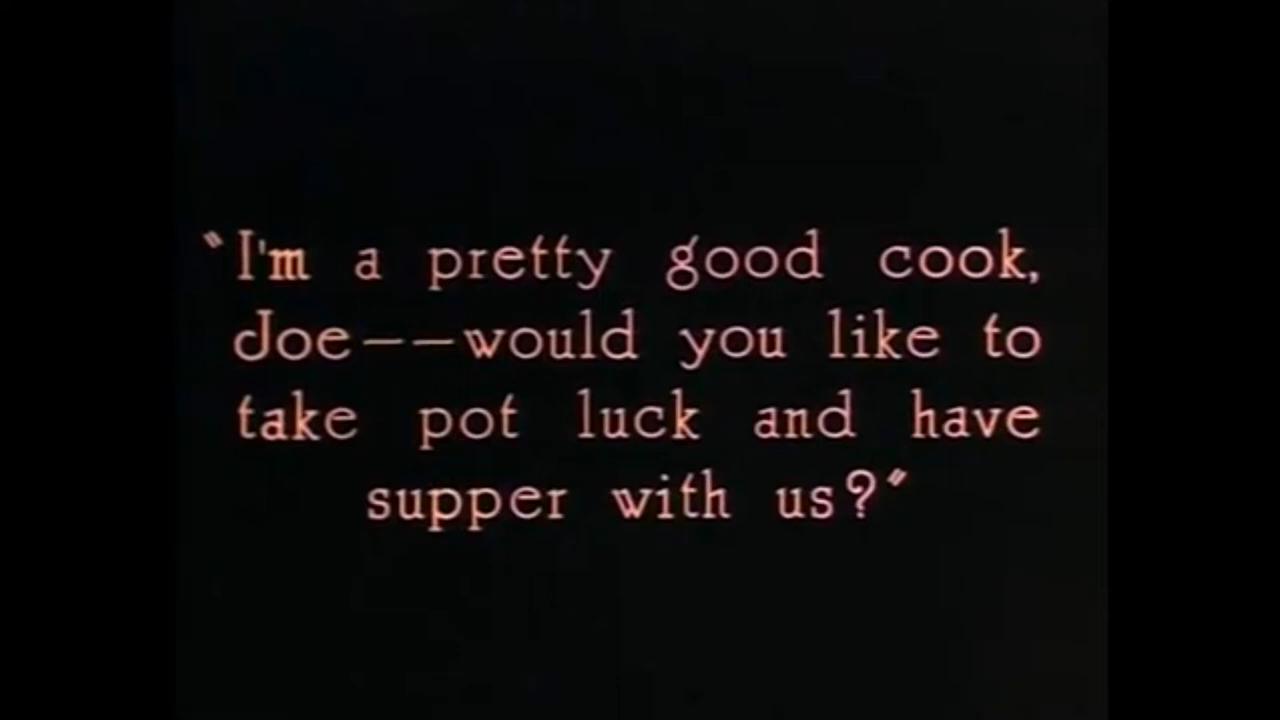 "I'm a pretty good cook,
Joe--would you like to
take pot luck and have
supper with us?"